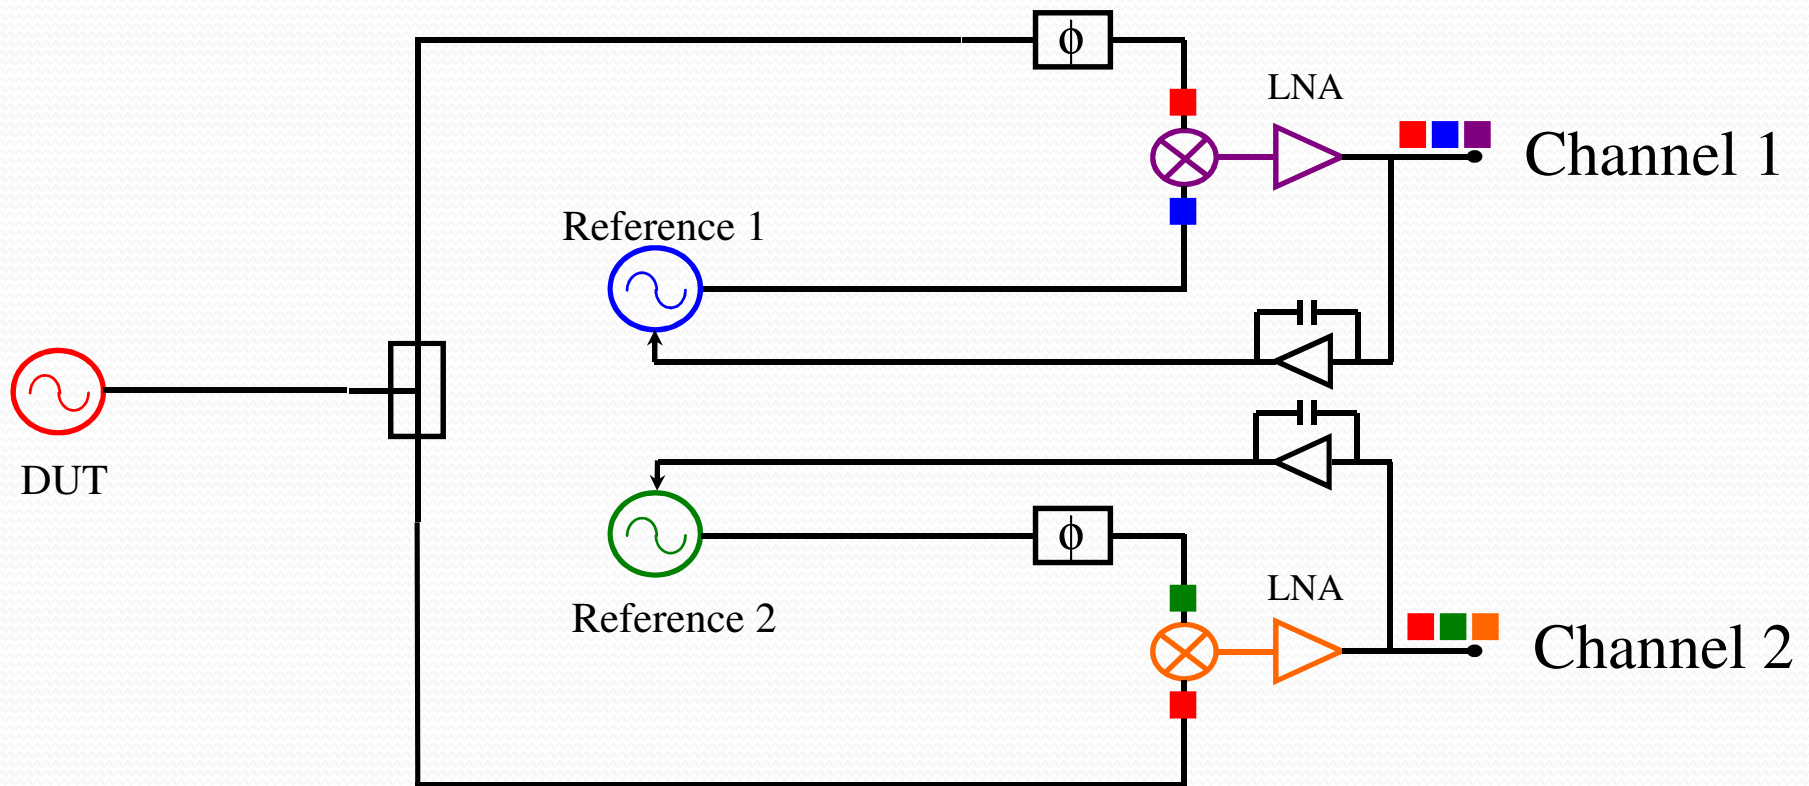 ϕ
LNA
Channel 1
Reference 1
DUT
ϕ
LNA
Reference 2
Channel 2